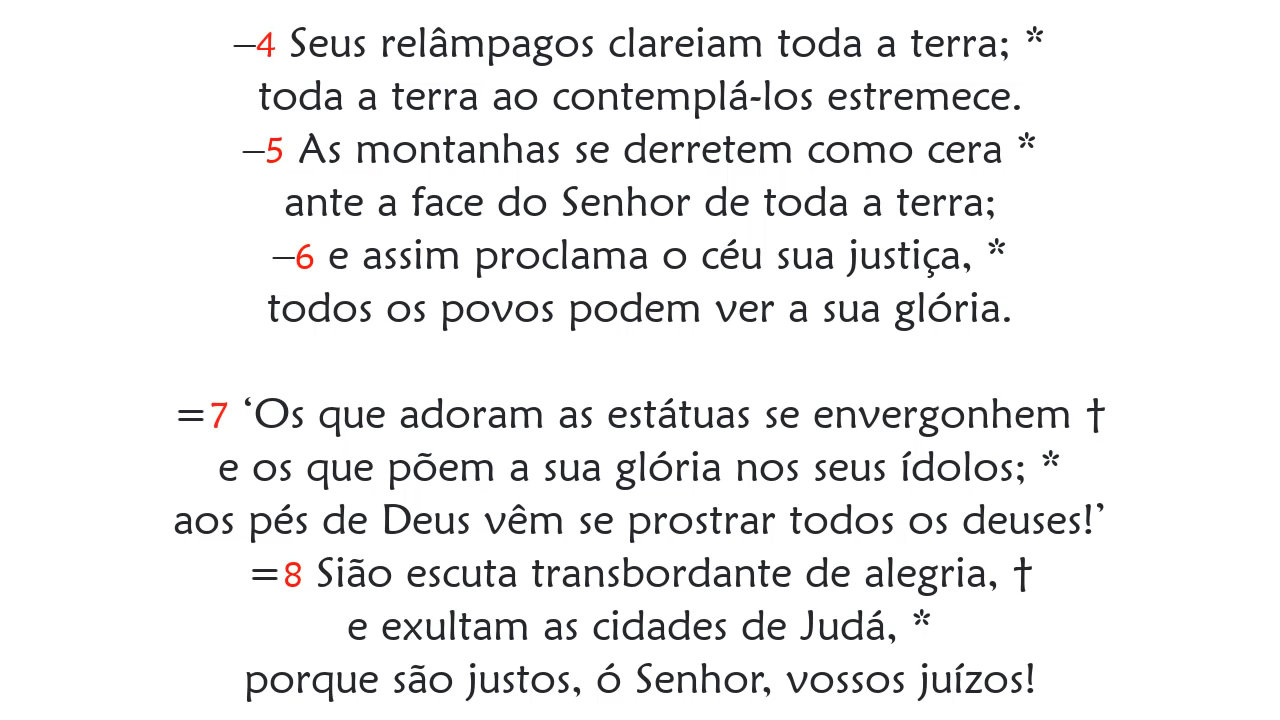 –4 Seus relâmpagos clareiam toda a terra; *
toda a terra ao contemplá-los estremece.
–5 As montanhas se derretem como cera *
ante a face do Senhor de toda a terra;
–6 e assim proclama o céu sua justiça, *
todos os povos podem ver a sua glória.
=7 ‘Os que adoram as estátuas se envergonhem †
e os que põem a sua glória nos seus ídolos; *
aos pés de Deus vêm se prostrar todos os deuses!’
=8 Sião escuta transbordante de alegria, †
e exultam as cidades de Judá, *
porque são justos, ó Senhor, vossos juízos!